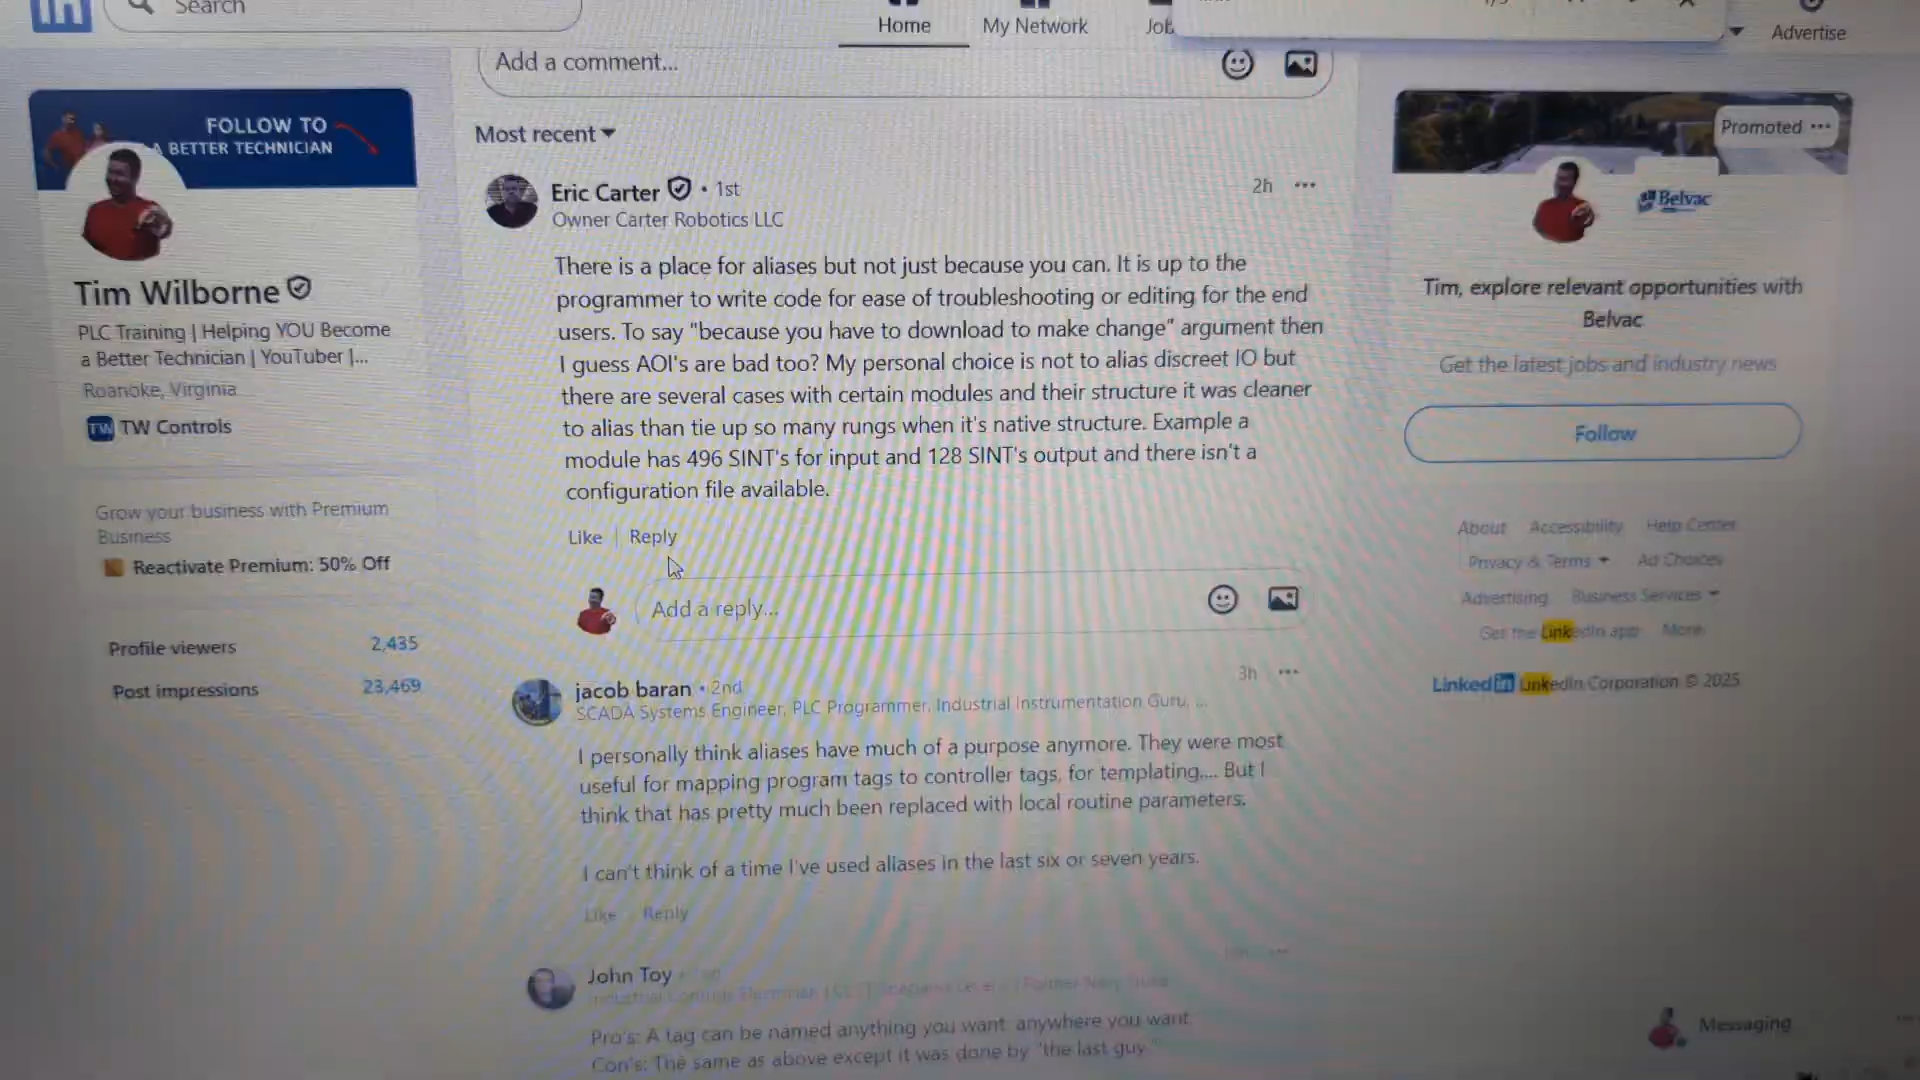 in
Search
Home
My Network
Advertise
FOLLOW TO
A BETTER TECHNICIAN
Tim Wilborne
PLC Training | Helping YOU Become
a Better Technician | YouTuber |...
Roanoke, Virginia
TW TW Controls
Grow your business with Premium
Business
Reactivate Premium: 50% Off
Profile viewers 2,435
Post impressions 23,469
Add a comment...
Most recent
Eric Carter • 1st
2h
Owner Carter Robotics LLC
There is a place for aliases but not just because you can. It is up to the
programmer to write code for ease of troubleshooting or editing for the end
users. To say "because you have to download to make change" argument then
I guess AOI's are bad too? My personal choice is not to alias discreet IO but
there are several cases with certain modules and their structure it was cleaner
to alias than tie up so many rungs when it's native structure. Example a
module has 496 SINT's for input and 128 SINT's output and there isn't a
configuration file available.
Like | Reply
Add a reply...
jacob baran • 2nd
3h
SCADA Systems Engineer, PLC Programmer, Industrial Instrumentation Guru, ...
I personally think aliases have much of a purpose anymore. They were most
useful for mapping program tags to controller tags, for templating.... But I
think that has pretty much been replaced with local routine parameters.
I can't think of a time I've used aliases in the last six or seven years.
Like Reply
John Toy
Pro's: A tag can be named anything you want, anywhere you want.
Con's: The same as above except it was done by "the last guy."
Promoted
Belvac
Tim, explore relevant opportunities with
Belvac
Get the latest jobs and industry news
Follow
About Accessibility Help Center
Privacy & Terms Ad Choices
Advertising Business Services
Get the LinkedIn app More
Linked in LinkedIn Corporation © 2025
Messaging